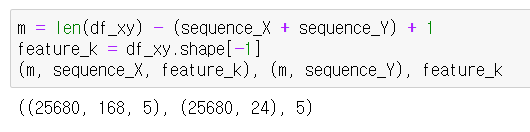 m = len(df_xy) - (sequence_X + sequence_Y) + 1
feature_k = df_xy.shape[-1]
(m, sequence_X, feature_k), (m, sequence_Y), feature_k
((25680, 168, 5), (25680, 24), 5)